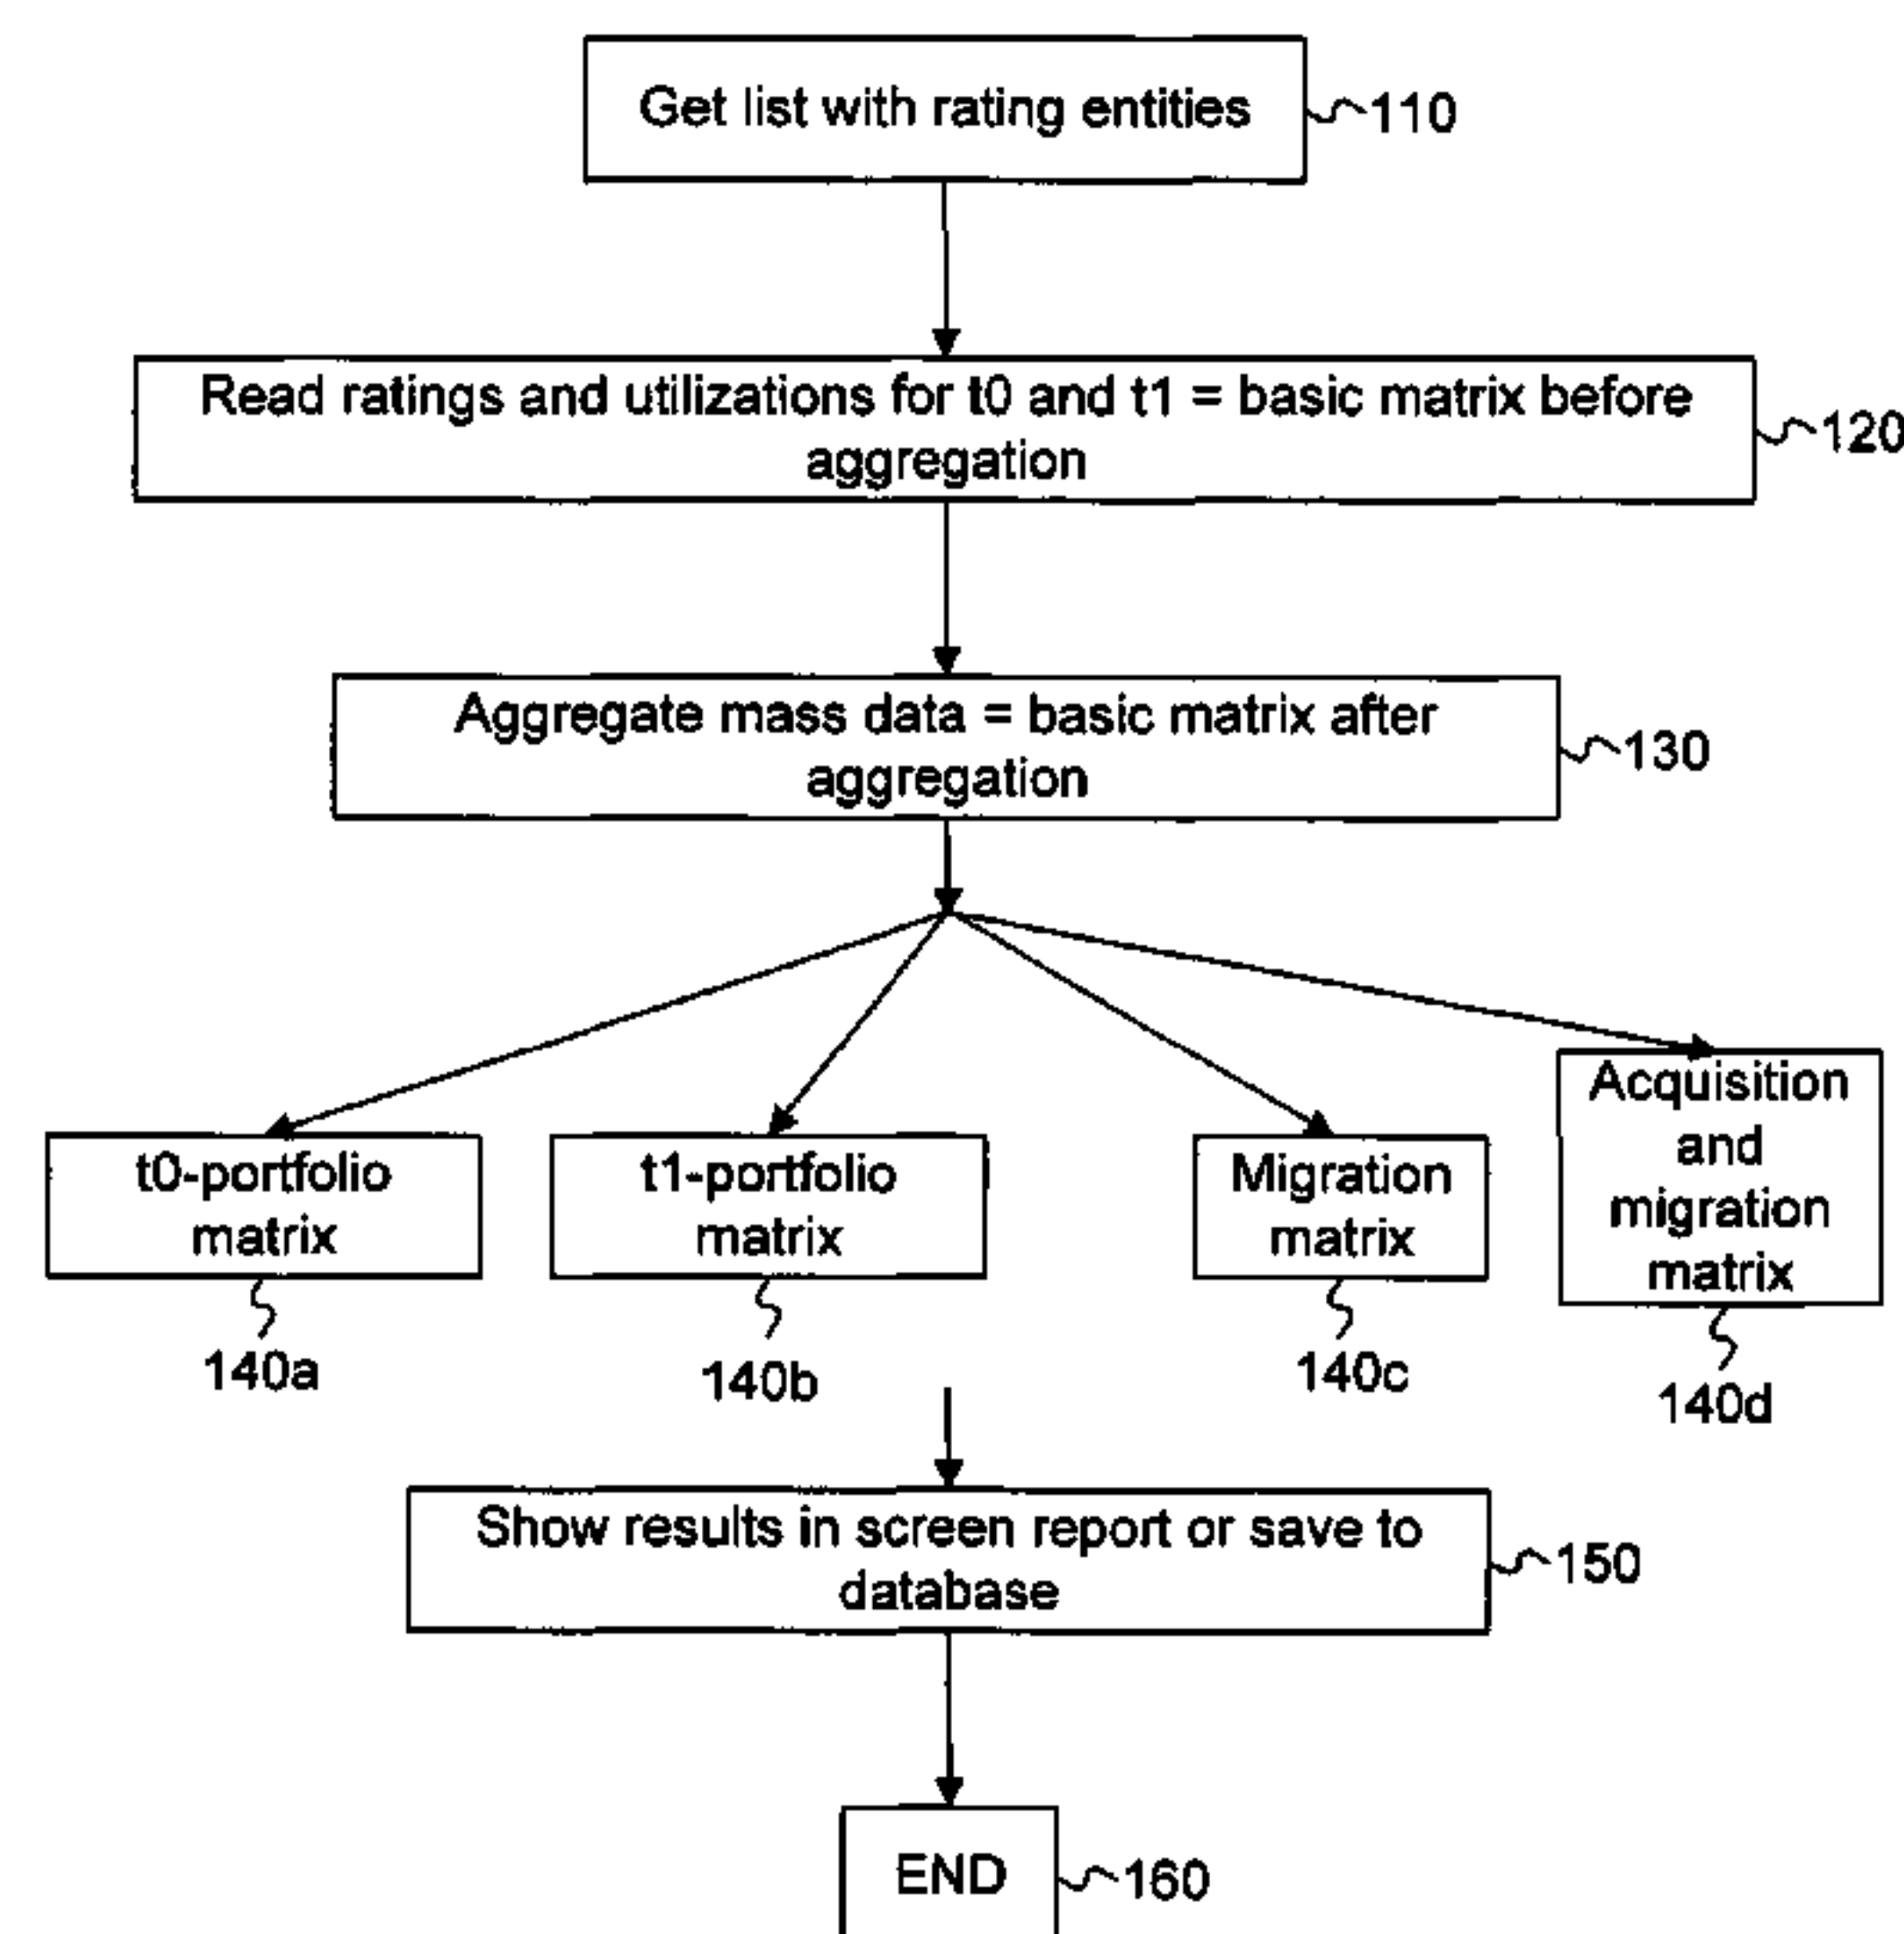 Get list with rating entities
110
Read ratings and utilizations for t0 and t1 = basic matrix before
aggregation
120
Aggregate mass data = basic matrix after
aggregation
130
t0-portfolio
matrix
140a
t1-portfolio
matrix
140b
Migration
matrix
140c
Acquisition
and
migration
matrix
140d
Show results in screen report or save to
database
150
END
160